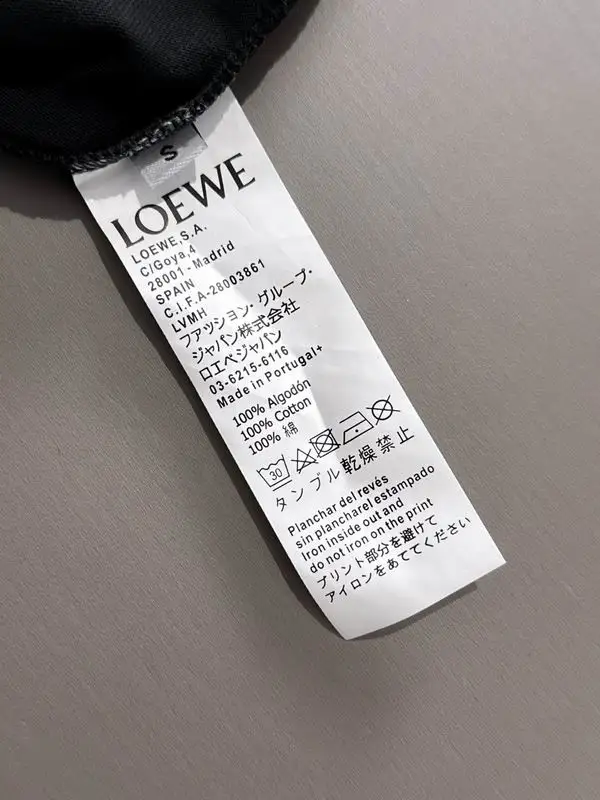 S
LOEWE
LOEWE,S.A.
C/Goya,4
28001-Madrid
SPAIN
C.I.F.A-28003861
LVMH
ファッション・グループ・
ジャパン株式会社
ロエベジャパン
03-6215-6116
Made in Portugal+
100% Algodón
100% Cotton
100% 綿
30
タンブル乾燥禁止
Planchar del revés
sin plancharel estampado
Iron inside out and
do not iron on the print
プリント部分を避けて
アイロンをあててください